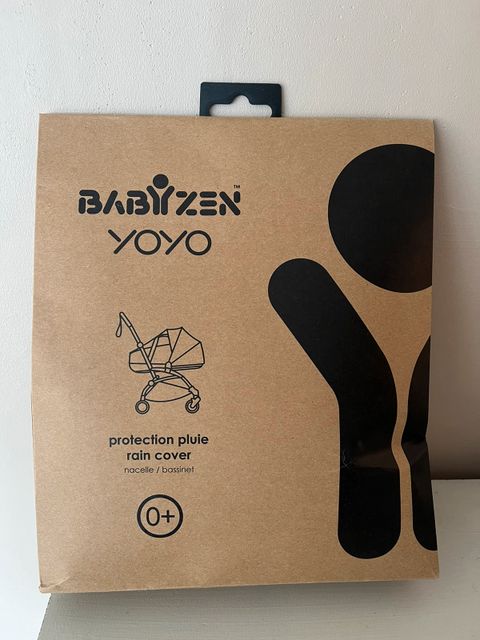 BABYZEN™
YOYO
protection pluie
rain cover
nacelle / bassinet
0+